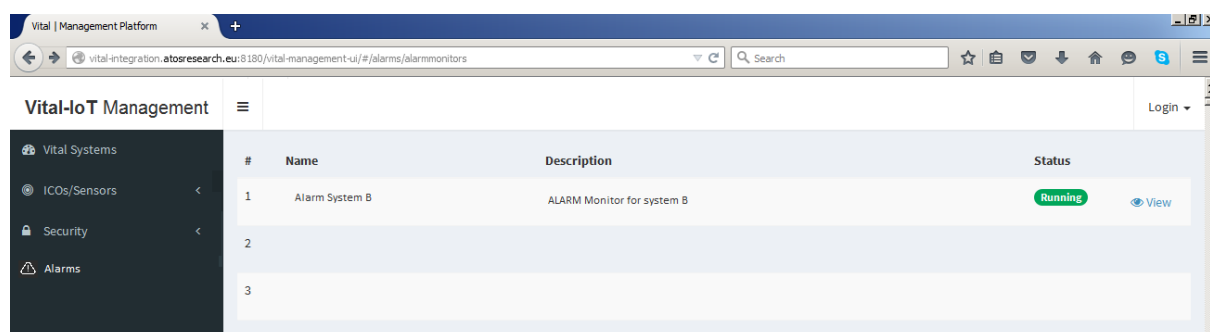 Vital | Management Platform
vital-integration.atosresearch.eu:8180/vital-management-ui/#/alarms/alarmmonitors
Search
Vital-IoT Management
Login
Vital Systems
ICOs/Sensors
Security
Alarms
# Name Description Status
1 Alarm System B ALARM Monitor for system B Running View
2
3